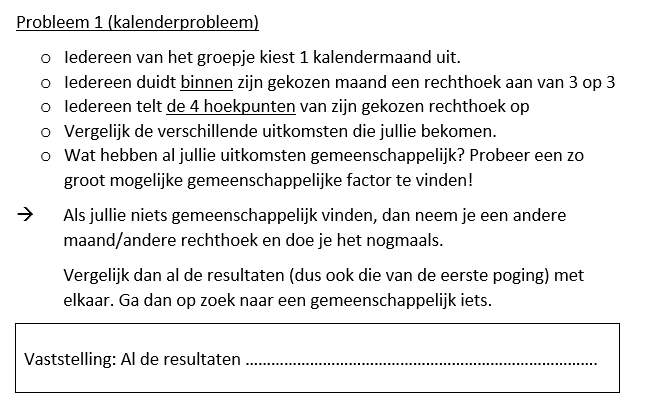 Probleem 1 (kalenderprobleem)
o Iedereen van het groepje kiest 1 kalendermaand uit.
o Iedereen duidt binnen zijn gekozen maand een rechthoek aan van 3 op 3
o Iedereen telt de 4 hoekpunten van zijn gekozen rechthoek op
o Vergelijk de verschillende uitkomsten die jullie bekomen.
o Wat hebben al jullie uitkomsten gemeenschappelijk? Probeer een zo
groot mogelijke gemeenschappelijke factor te vinden!
→ Als jullie niets gemeenschappelijk vinden, dan neem je een andere
maand/andere rechthoek en doe je het nogmaals.
Vergelijk dan al de resultaten (dus ook die van de eerste poging) met
elkaar. Ga dan op zoek naar een gemeenschappelijk iets.
Vaststelling: Al de resultaten ..................................................................................